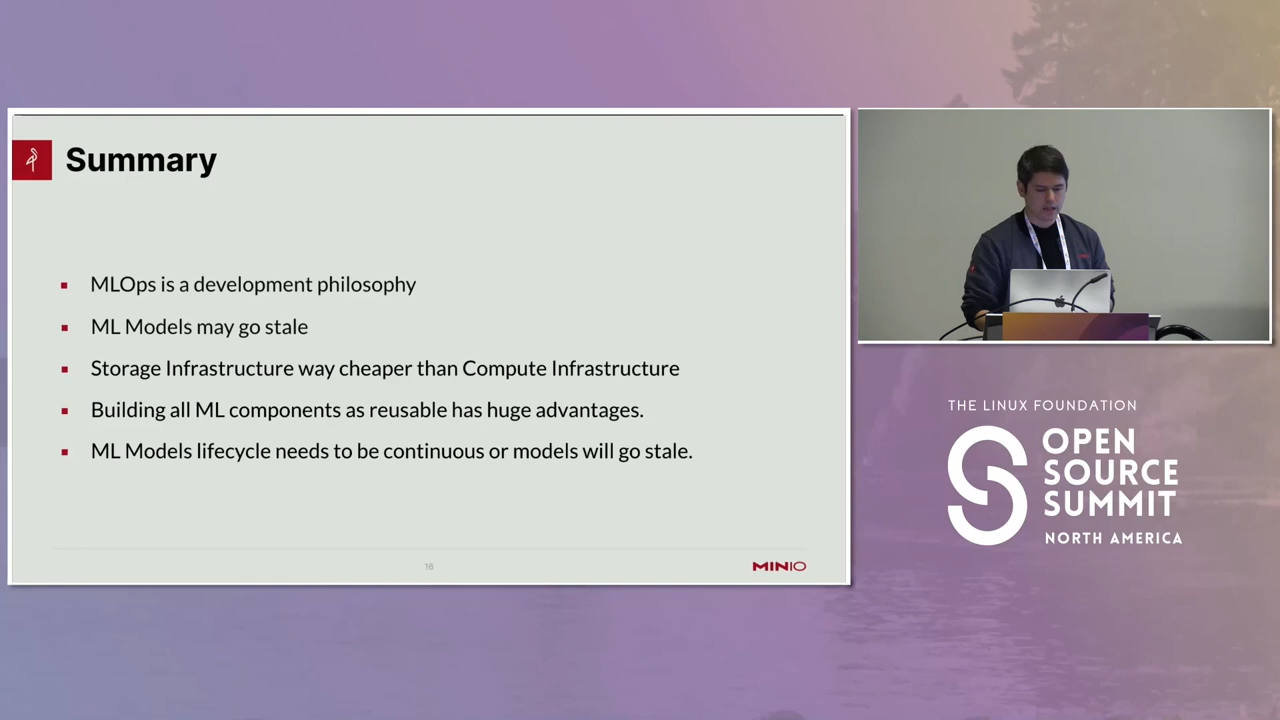 Summary
MLOps is a development philosophy
ML Models may go stale
Storage Infrastructure way cheaper than Compute Infrastructure
Building all ML components as reusable has huge advantages.
ML Models lifecycle needs to be continuous or models will go stale.
16
MINIO
THE LINUX FOUNDATION
OPEN
SOURCE
SUMMIT
NORTH AMERICA